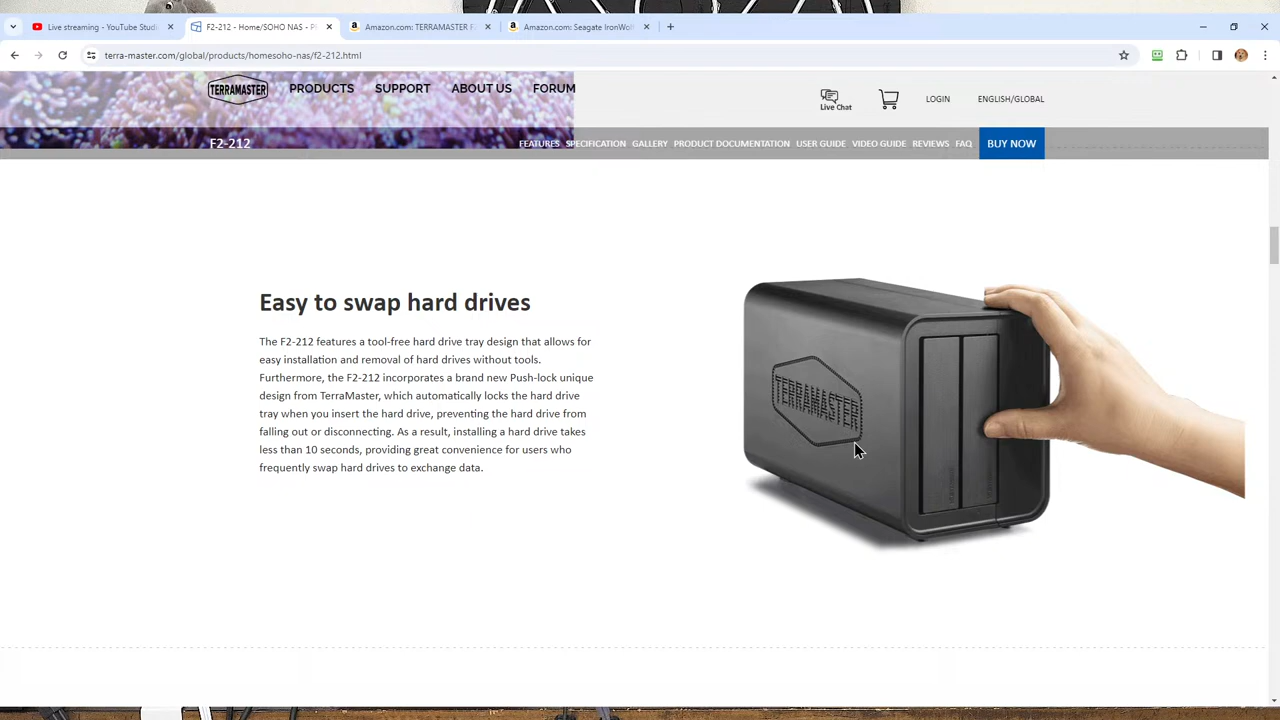 Live streaming - YouTube Studi
F2-212 - Home/SOHO NAS - P
Amazon.com: TERRAMASTER F
Amazon.com: Seagate IronWol
terra-master.com/global/products/homesoho-nas/f2-212.html
TERRAMASTER PRODUCTS SUPPORT ABOUT US FORUM
Live Chat LOGIN ENGLISH/GLOBAL
F2-212 FEATURES SPECIFICATION GALLERY PRODUCT DOCUMENTATION USER GUIDE VIDEO GUIDE REVIEWS FAQ BUY NOW
Easy to swap hard drives
The F2-212 features a tool-free hard drive tray design that allows for
easy installation and removal of hard drives without tools.
Furthermore, the F2-212 incorporates a brand new Push-lock unique
design from TerraMaster, which automatically locks the hard drive
tray when you insert the hard drive, preventing the hard drive from
falling out or disconnecting. As a result, installing a hard drive takes
less than 10 seconds, providing great convenience for users who
frequently swap hard drives to exchange data.
TERRAMASTER